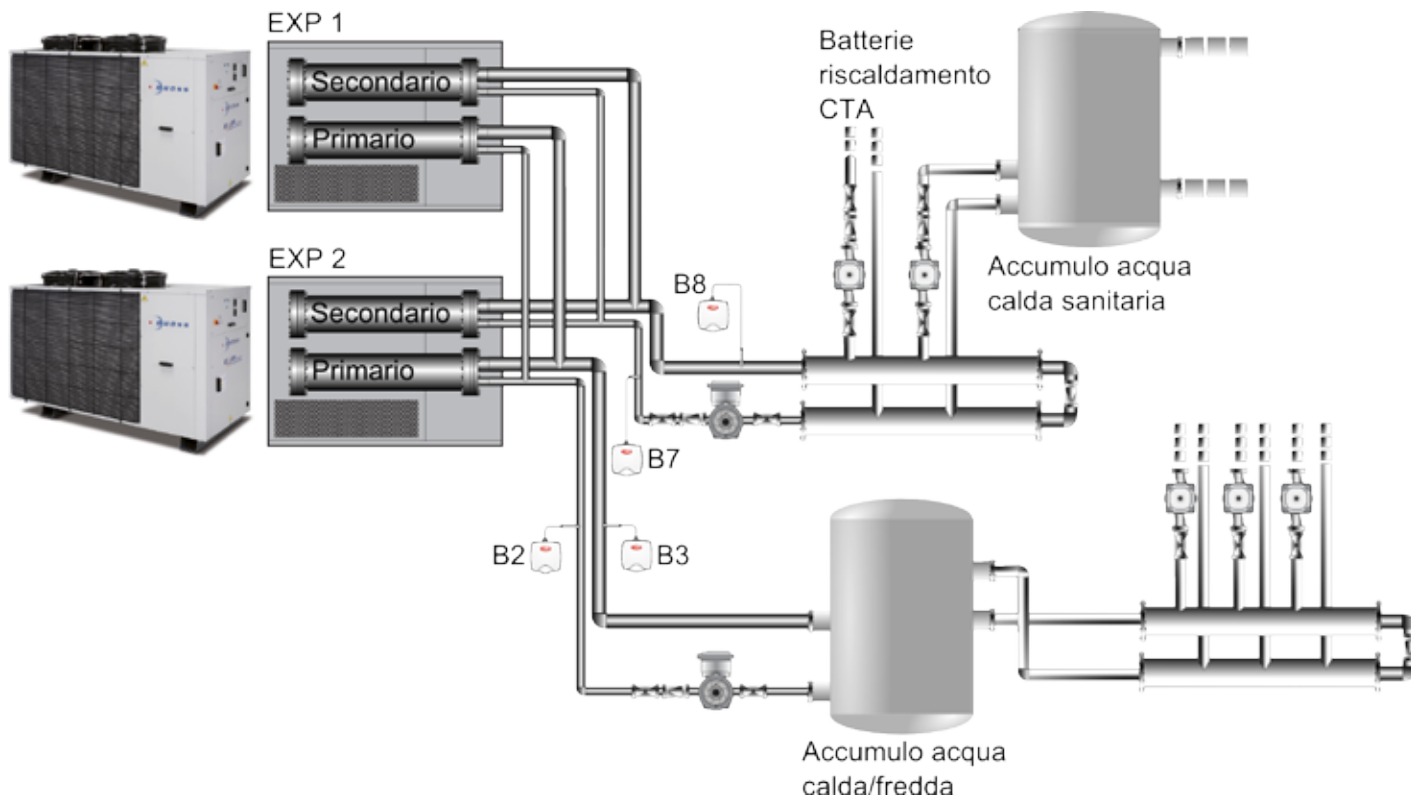 EXP 1
Secondario
Primario
EXP 2
Secondario
Primario
Batterie
riscaldamento
CTA
Accumulo acqua
calda sanitaria
B8
B7
B2
B3
Accumulo acqua
calda/fredda